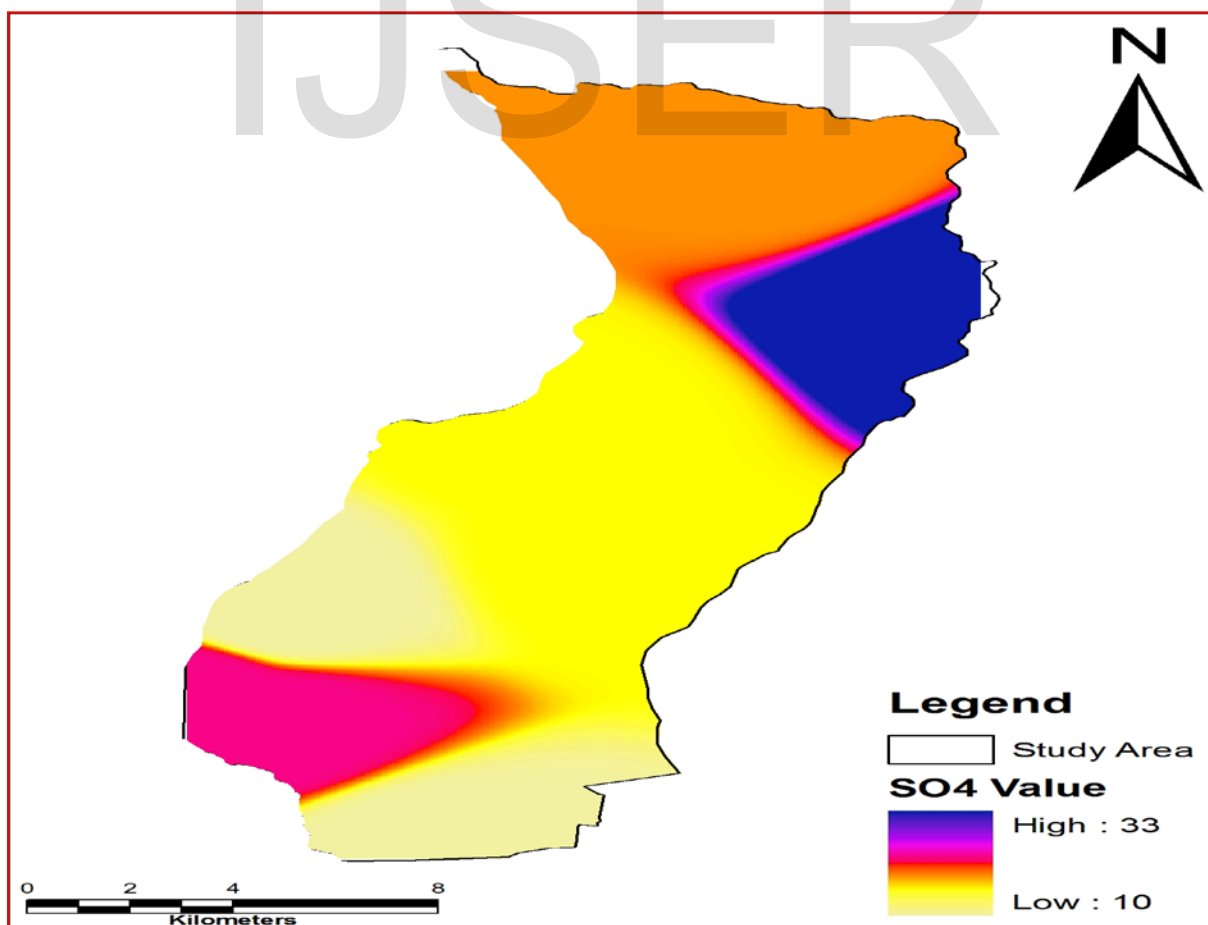 IJSER
N
Legend
Study Area
SO4 Value
High : 33
Low : 10
0 2 4 8
Kilometers